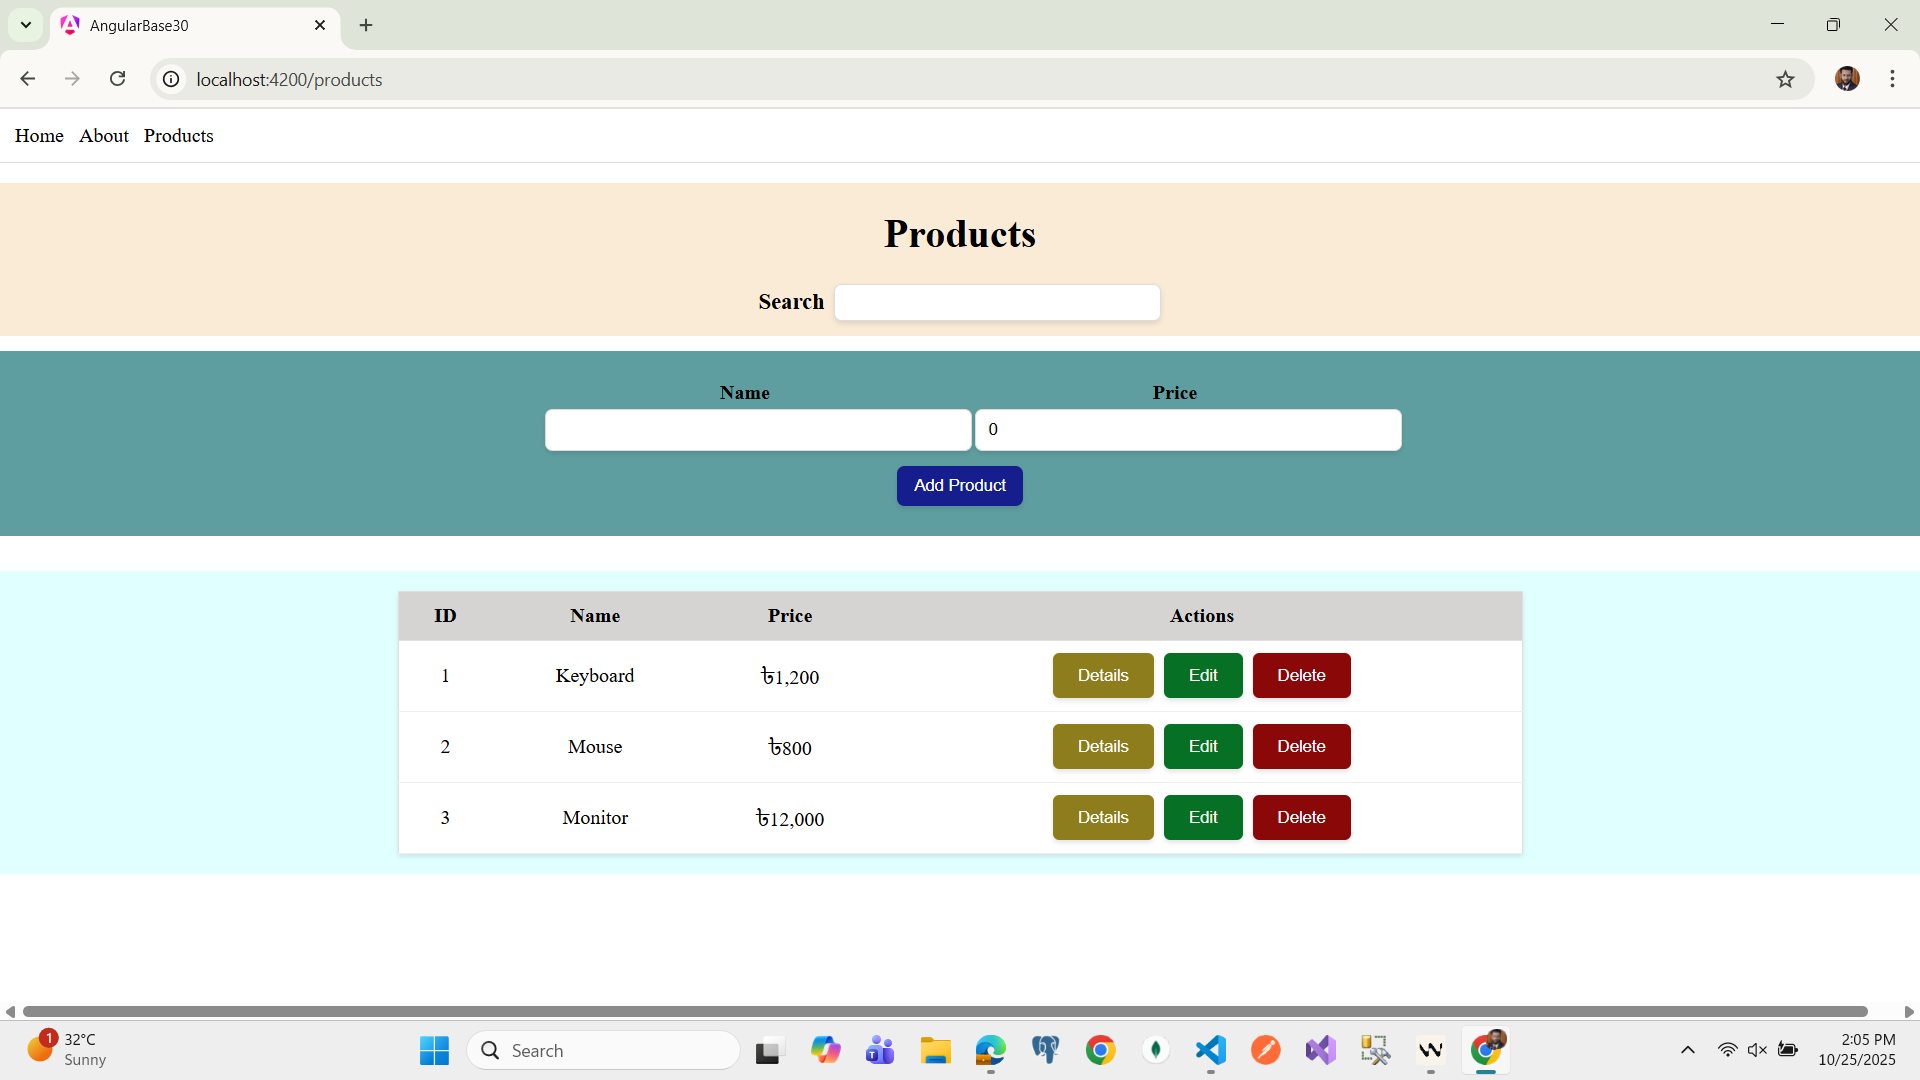 AngularBase30
localhost:4200/products
Home About Products
Products
Search
Name Price
0
Add Product
ID Name Price Actions
1 Keyboard ৳1,200 Details Edit Delete
2 Mouse ৳800 Details Edit Delete
3 Monitor ৳12,000 Details Edit Delete
1 32°C
Sunny
Search
2:05 PM
10/25/2025